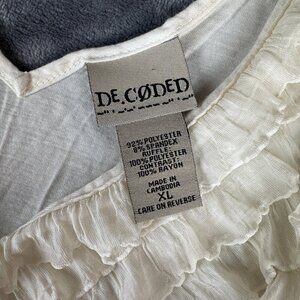 DE.CØDED
92% POLYESTER
8% SPANDEX
RUFFLE:
100% POLYESTER
CONTRAST:
100% RAYON
MADE IN
CAMBODIA
XL
CARE ON REVERSE